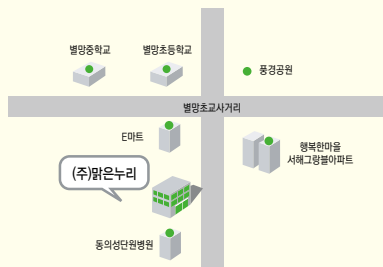 별망중학교
별망초등학교
풍경공원
별망초교사거리
E마트
행복한마을
서해그랑블아파트
(주)맑은누리
동의성단원병원